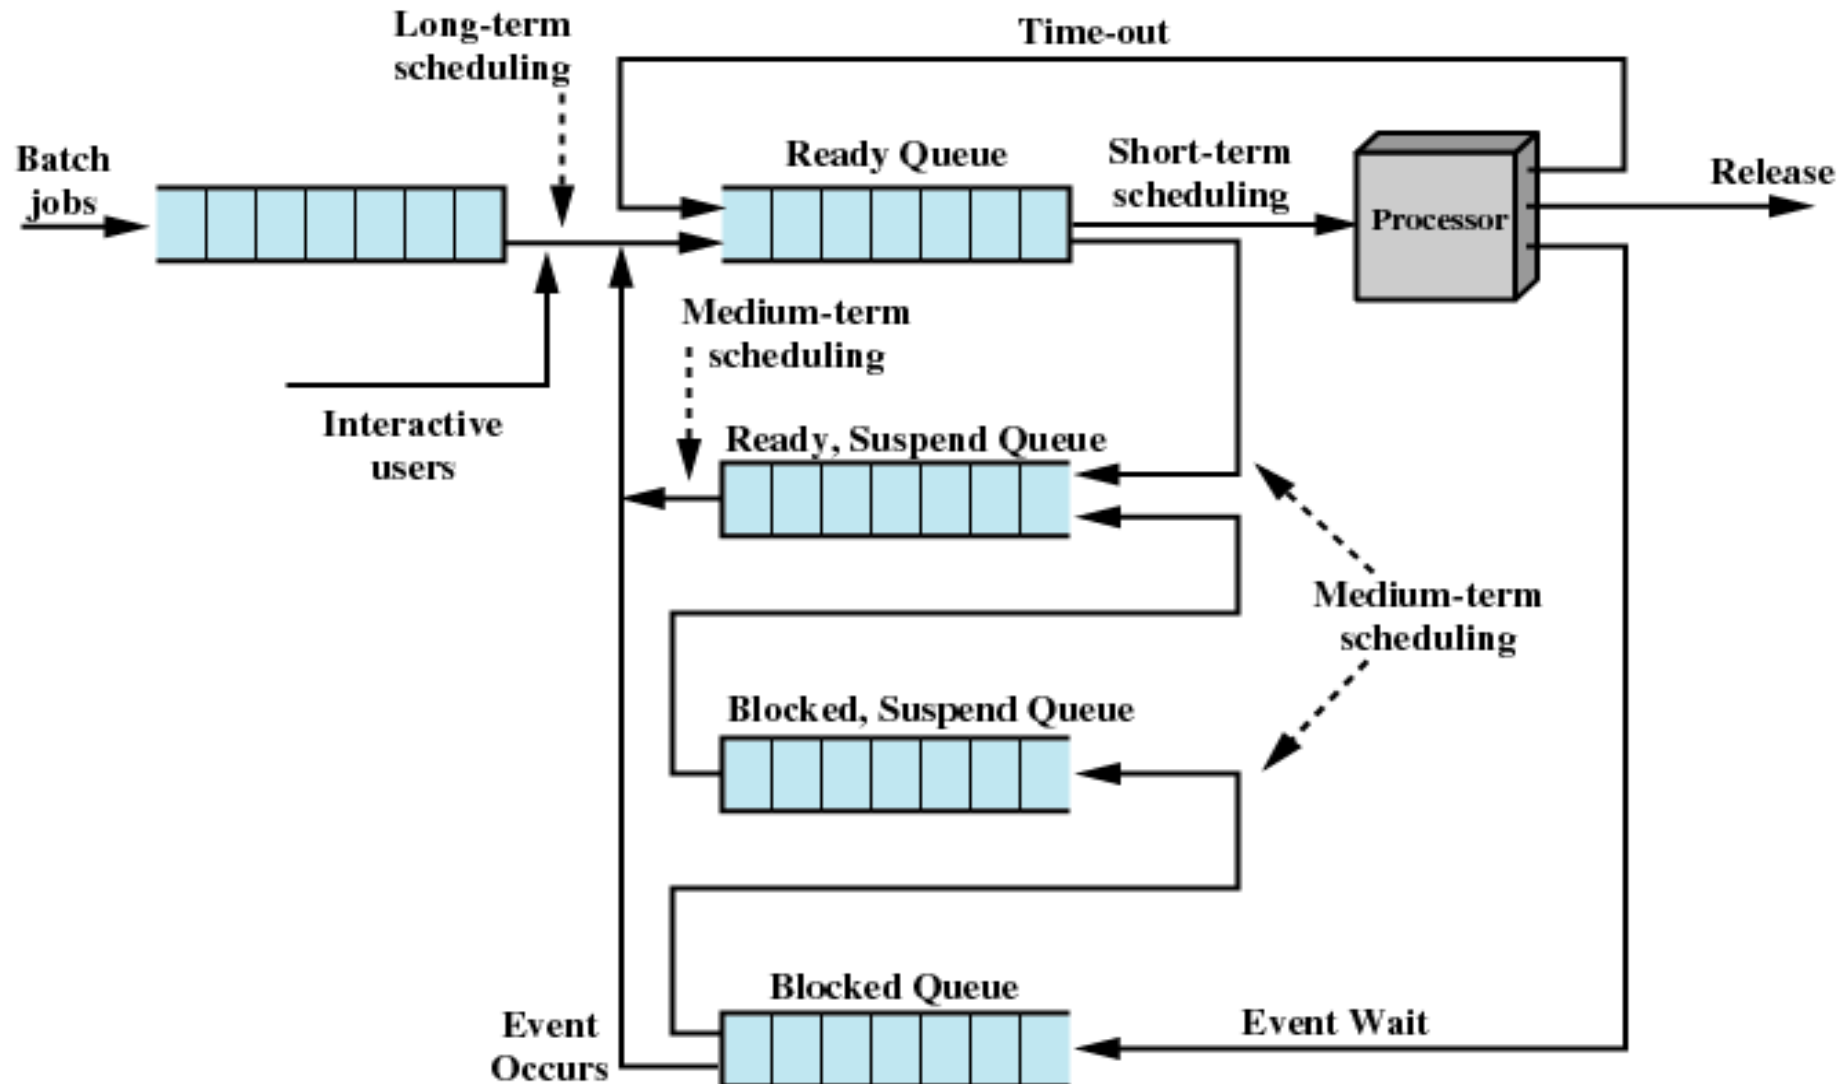 Long-term
scheduling
Time-out
Batch
jobs
Ready Queue
Short-term
scheduling
Processor
Release
Medium-term
scheduling
Interactive
users
Ready, Suspend Queue
Medium-term
scheduling
Blocked, Suspend Queue
Blocked Queue
Event
Occurs
Event Wait